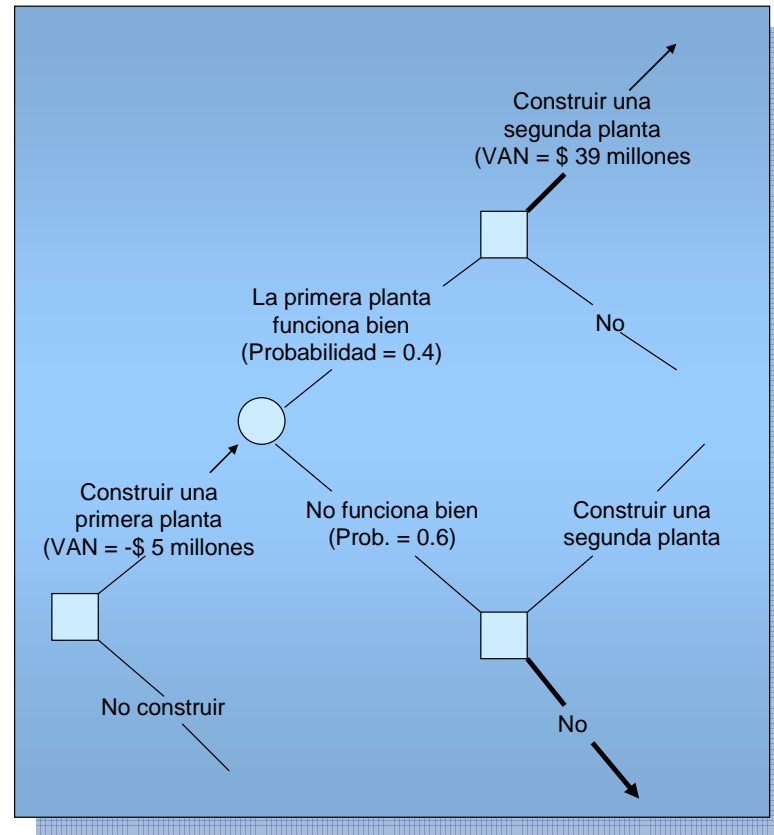 Construir una
segunda planta
(VAN = $ 39 millones
La primera planta
funciona bien
(Probabilidad = 0.4)
No
Construir una
primera planta
(VAN = -$ 5 millones
No funciona bien
(Prob. = 0.6)
Construir una
segunda planta
No construir
No